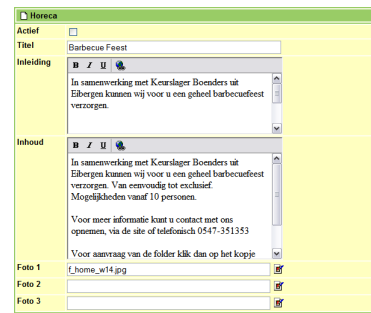 Horeca
Actief
Titel Barbecue Feest
Inleiding B I U
In samenwerking met Keurslager Boenders uit
Eibergen kunnen wij voor u een geheel barbecuefeest
verzorgen.
Inhoud B I U
In samenwerking met Keurslager Boenders uit
Eibergen kunnen wij voor u een geheel barbecuefeest
verzorgen. Van eenvoudig tot exclusief.
Mogelijkheden vanaf 10 personen.
Voor meer informatie kunt u contact met ons
opnemen, via de site of telefonisch 0547-351353
Voor aanvraag van de folder klik dan op het kopje
Foto 1 f_home_w14.jpg
Foto 2
Foto 3